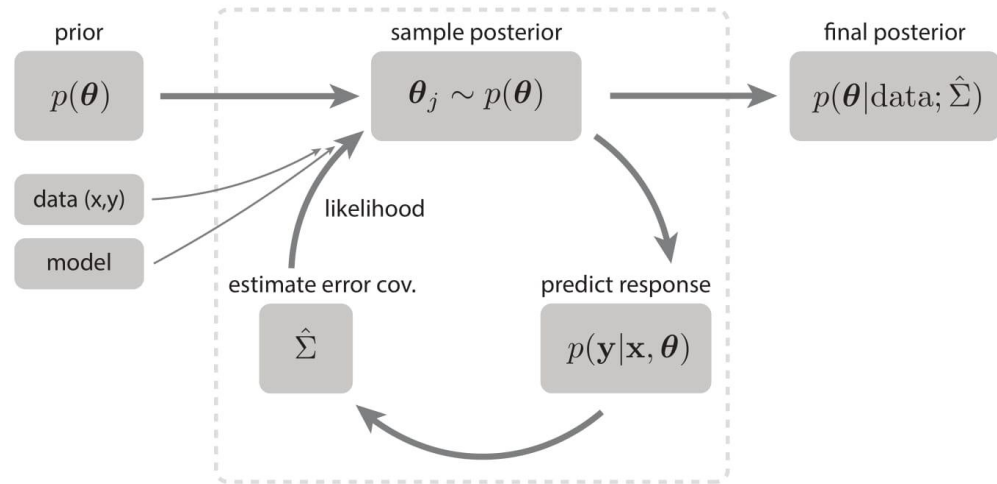 prior
sample posterior
final posterior
p(θ)
θ_j ∼ p(θ)
p(θ|data; Σ̂)
data (x,y)
likelihood
model
estimate error cov.
predict response
Σ̂
p(y|x, θ)